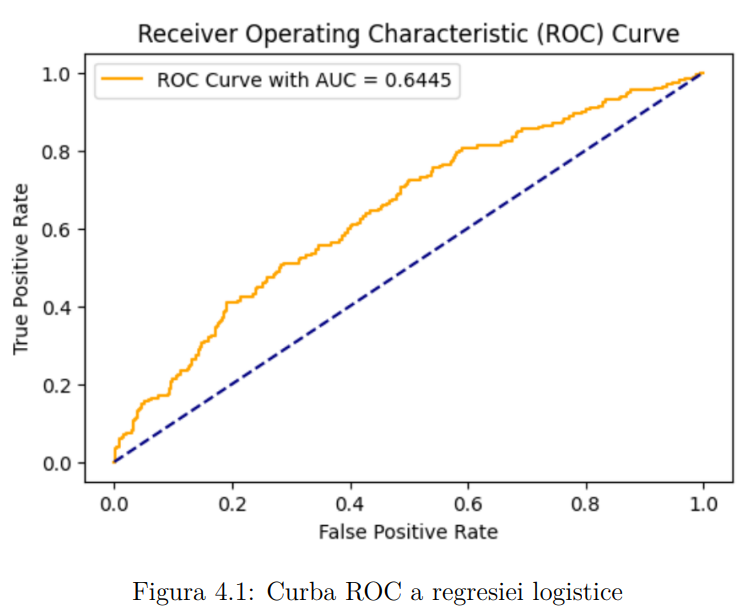 Receiver Operating Characteristic (ROC) Curve
ROC Curve with AUC = 0.6445
True Positive Rate
1.0
0.8
0.6
0.4
0.2
0.0
0.0 0.2 0.4 0.6 0.8 1.0
False Positive Rate
Figura 4.1: Curba ROC a regresiei logistice